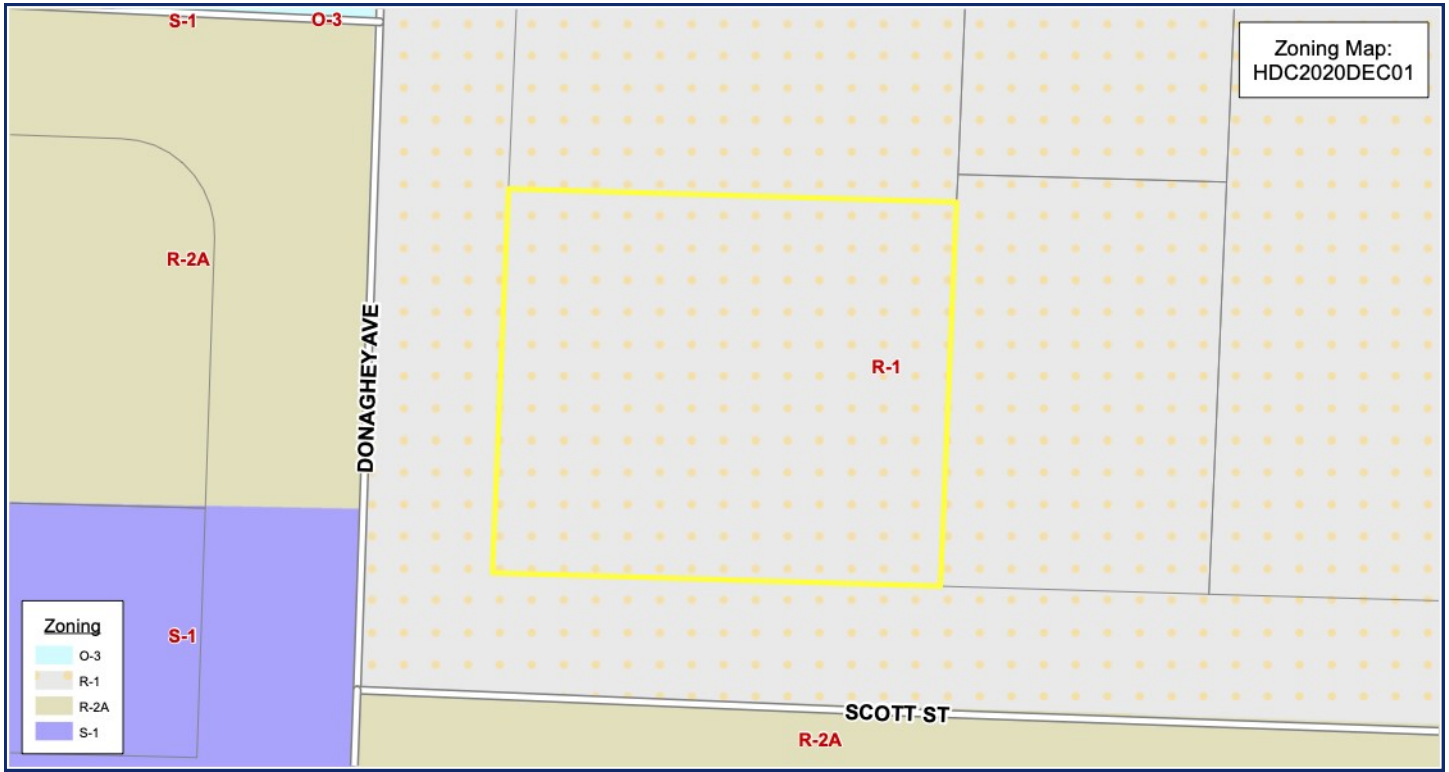 S-1
O-3
Zoning Map:
HDC2020DEC01
R-2A
DONAGHEY AVE
R-1
Zoning
O-3
R-1
R-2A
S-1
S-1
SCOTT ST
R-2A